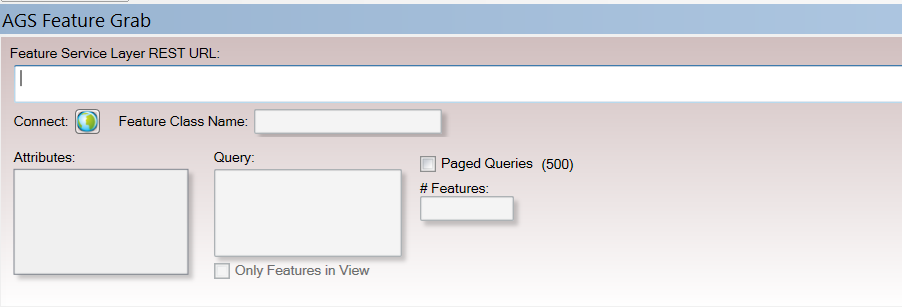 AGS Feature Grab
Feature Service Layer REST URL:
Connect: Feature Class Name:
Attributes: Query: Paged Queries (500)
# Features:
Only Features in View